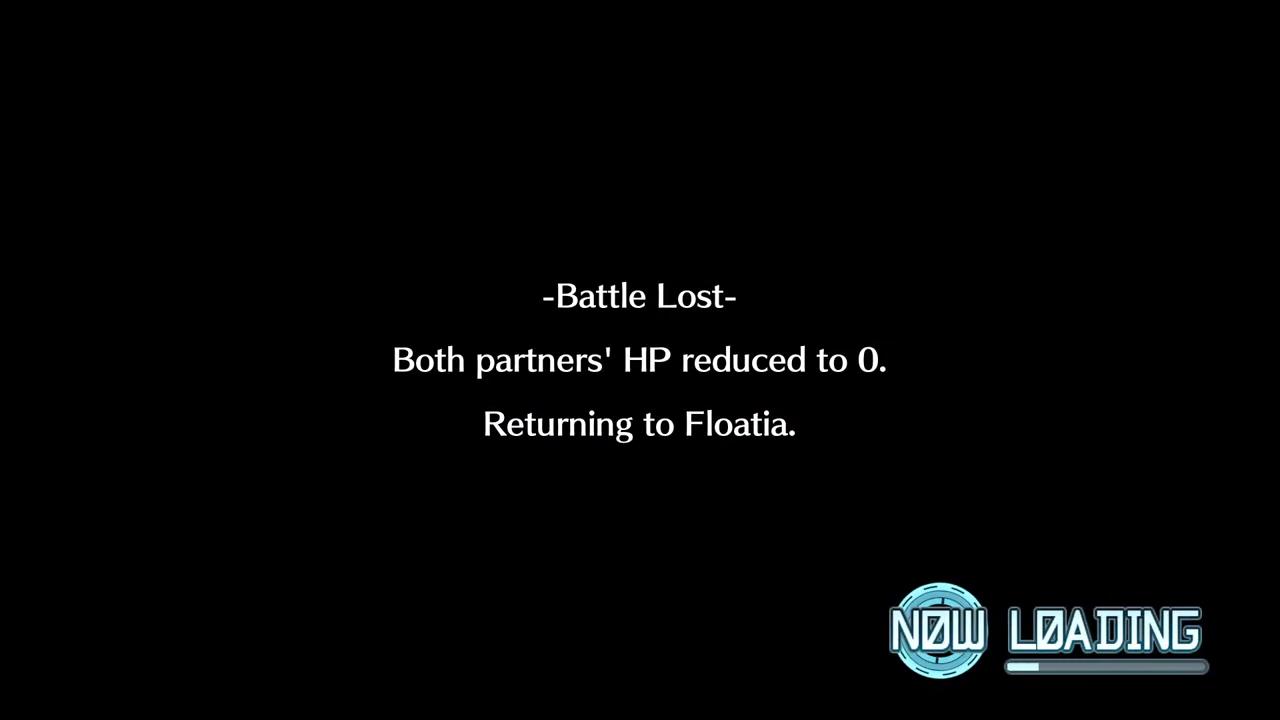 -Battle Lost-
Both partners' HP reduced to 0.
Returning to Floatia.
NOW LOADING